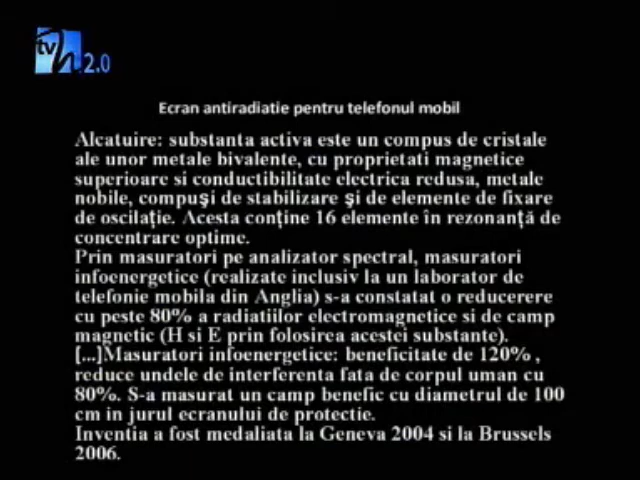 tvh 2.0
Ecran antiradiatie pentru telefonul mobil
Alcatuire: substanta activa este un compus de cristale
ale unor metale bivalente, cu proprietati magnetice
superioare si conductibilitate electrica redusa, metale
nobile, compuşi de stabilizare şi de elemente de fixare
de oscilaţie. Acesta conţine 16 elemente în rezonanţă de
concentrare optime.
Prin masuratori pe analizator spectral, masuratori
infoenergetice (realizate inclusiv la un laborator de
telefonie mobila din Anglia) s-a constatat o reducerere
cu peste 80% a radiatiilor electromagnetice si de camp
magnetic (H si E prin folosirea acestei substante).
[...]Masuratori infoenergetice: beneficitate de 120% ,
reduce undele de interferenta fata de corpul uman cu
80%. S-a masurat un camp benefic cu diametrul de 100
cm in jurul ecranului de protectie.
Inventia a fost medaliata la Geneva 2004 si la Brussels
2006.